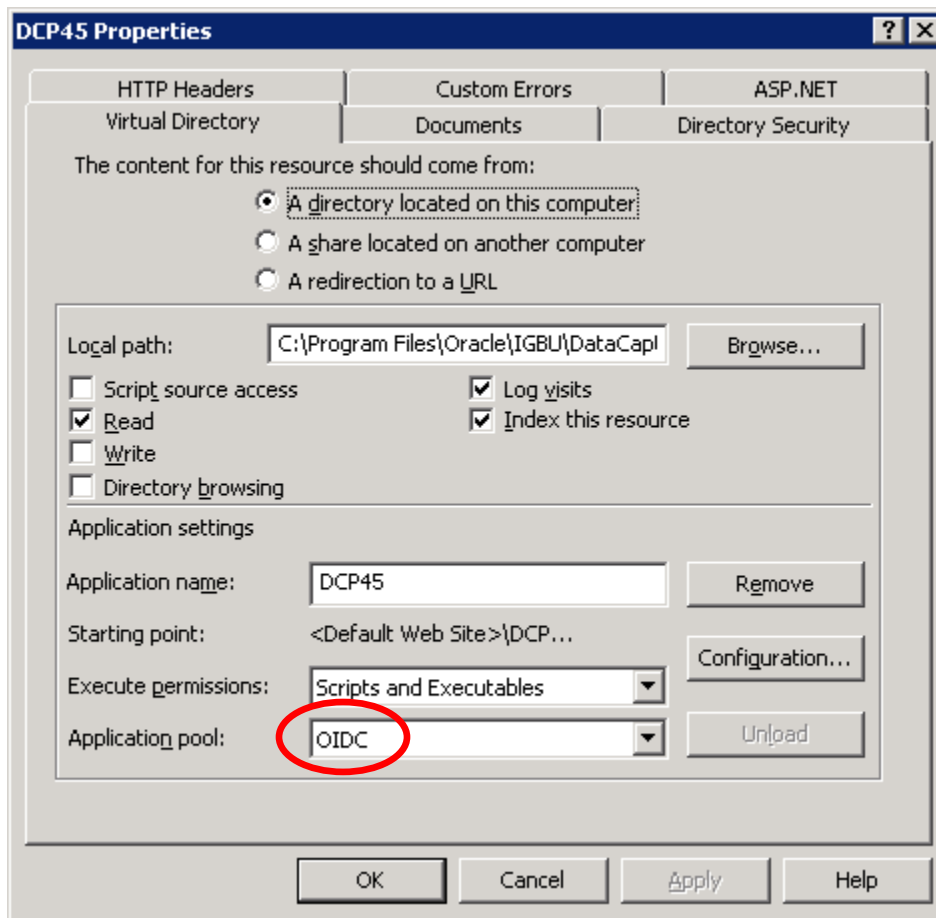 DCP45 Properties
HTTP Headers Custom Errors ASP.NET
Virtual Directory Documents Directory Security
The content for this resource should come from:
A directory located on this computer
A share located on another computer
A redirection to a URL
Local path: C:\Program Files\Oracle\IGBU\DataCapt Browse...
Script source access Log visits
Read Index this resource
Write
Directory browsing
Application settings
Application name: DCP45 Remove
Starting point: <Default Web Site>\DCP...
Configuration...
Execute permissions: Scripts and Executables
Application pool: OIDC Unload
OK Cancel Apply Help